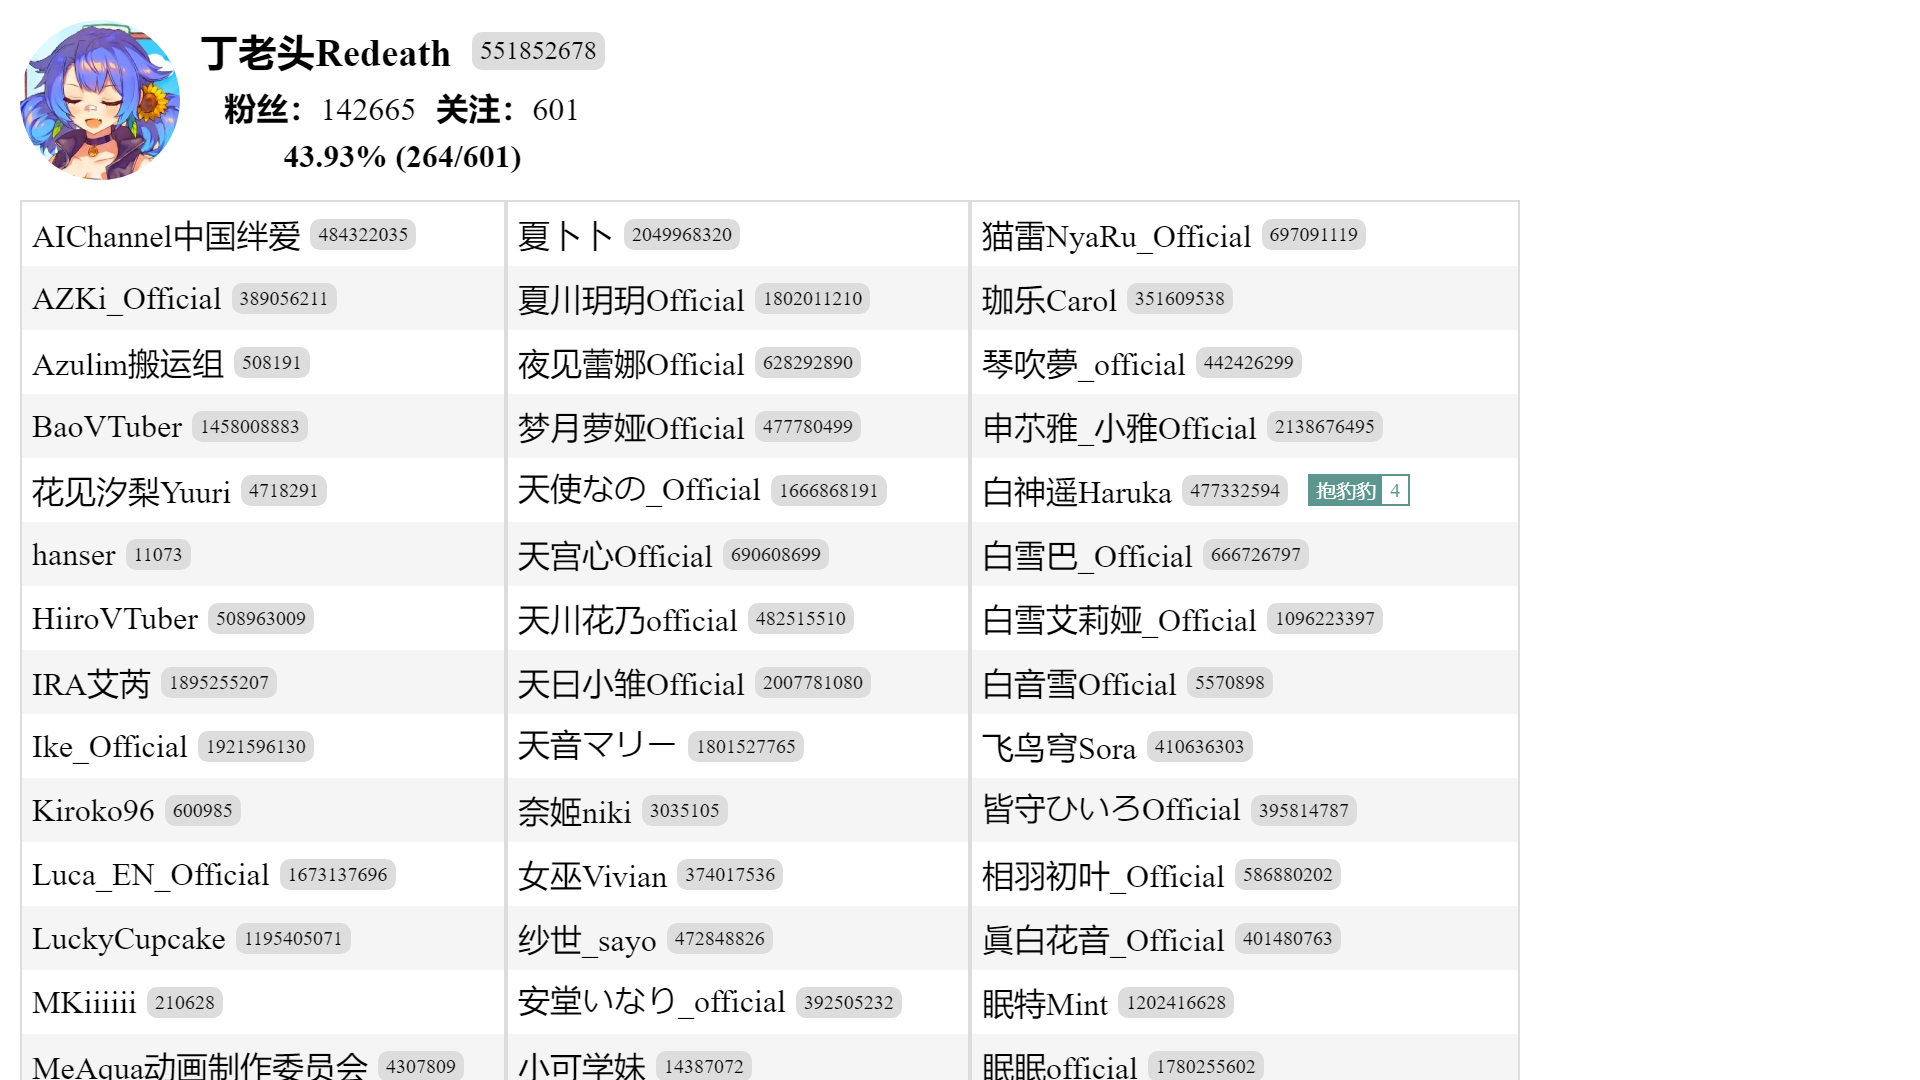 丁老头Redeath 551852678
粉丝：142665 关注：601
43.93% (264/601)
AIChannel中国绊爱 484322035 夏卜卜 2049968320 猫雷NyaRu_Official 697091119
AZKi_Official 389056211 夏川玥玥Official 1802011210 珈乐Carol 351609538
Azulim搬运组 508191 夜见蕾娜Official 628292890 琴吹夢_official 442426299
BaoVTuber 1458008883 梦月萝娅Official 477780499 申芯雅_小雅Official 2138676495
花见汐梨Yuuri 4718291 天使なの_Official 1666868191 白神遥Haruka 477332594 抱豹豹 4
hanser 11073 天宫心Official 690608699 白雪巴_Official 666726797
HiiroVTuber 508963009 天川花乃official 482515510 白雪艾莉娅_Official 1096223397
IRA艾芮 1895255207 天曰小雏Official 2007781080 白音雪Official 5570898
Ike_Official 1921596130 天音マリー 1801527765 飞鸟穹Sora 410636303
Kiroko96 600985 奈姬niki 3035105 皆守ひいろOfficial 395814787
Luca_EN_Official 1673137696 女巫Vivian 374017536 相羽初叶_Official 586880202
LuckyCupcake 1195405071 纱世_sayo 472848826 眞白花音_Official 401480763
MKiiiiii 210628 安堂いなり_official 392505232 眠特Mint 1202416628
MeAqua动画制作委员会 4307809 小可学妹 14387072 眠眠official 1780255602